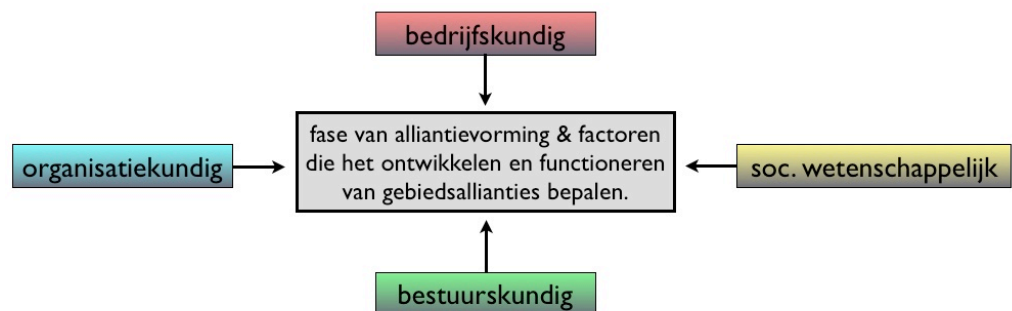 bedrijfskundig
fase van alliantievorming & factoren
die het ontwikkelen en functioneren
van gebiedsallianties bepalen.
organisatiekundig
soc. wetenschappelijk
bestuurskundig